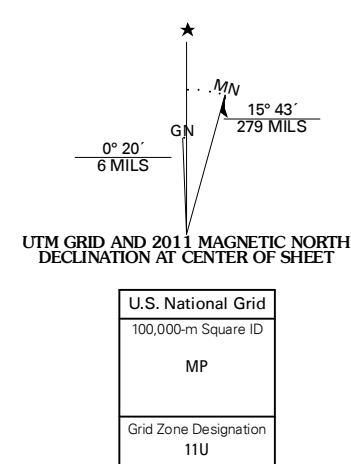 ★
MN
15° 43´
279 MILS
GN
0° 20´
6 MILS
UTM GRID AND 2011 MAGNETIC NORTH
DECLINATION AT CENTER OF SHEET
U.S. National Grid
100,000-m Square ID
MP
Grid Zone Designation
11U